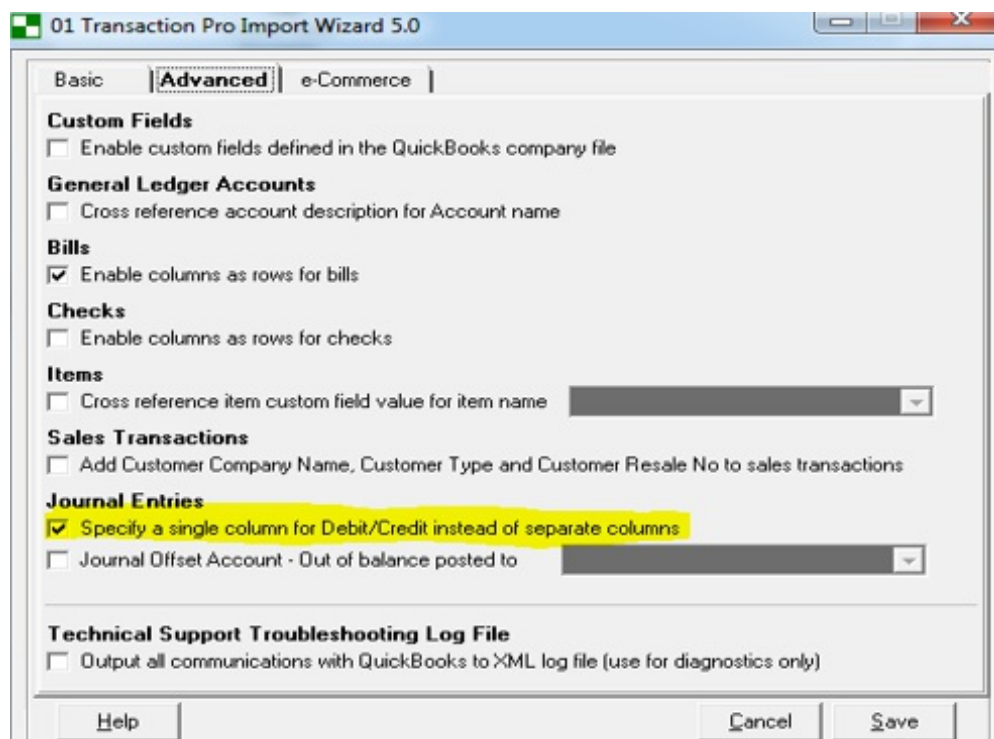 01 Transaction Pro Import Wizard 5.0
Basic Advanced e-Commerce
Custom Fields
Enable custom fields defined in the QuickBooks company file
General Ledger Accounts
Cross reference account description for Account name
Bills
Enable columns as rows for bills
Checks
Enable columns as rows for checks
Items
Cross reference item custom field value for item name
Sales Transactions
Add Customer Company Name, Customer Type and Customer Resale No to sales transactions
Journal Entries
Specify a single column for Debit/Credit instead of separate columns
Journal Offset Account - Out of balance posted to
Technical Support Troubleshooting Log File
Output all communications with QuickBooks to XML log file (use for diagnostics only)
Help Cancel Save